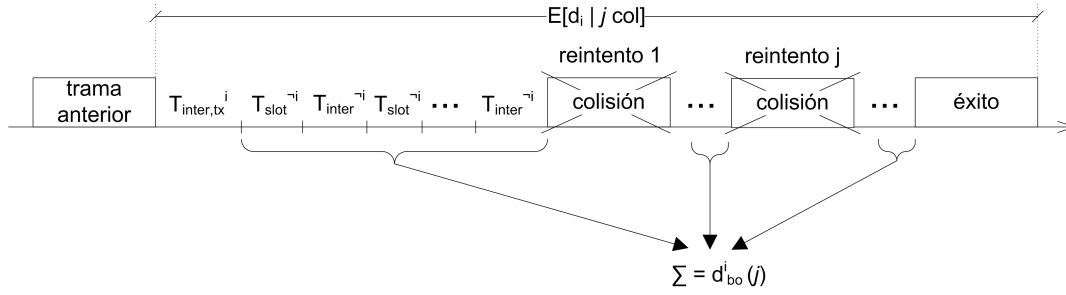 E[dᵢ | j col]
reintento 1 reintento j
trama anterior T_inter,tx^i T_slot^¬i T_inter^¬i T_slot^¬i ... T_inter^¬i colisión ... colisión ... éxito
∑ = d^i_bo (j)